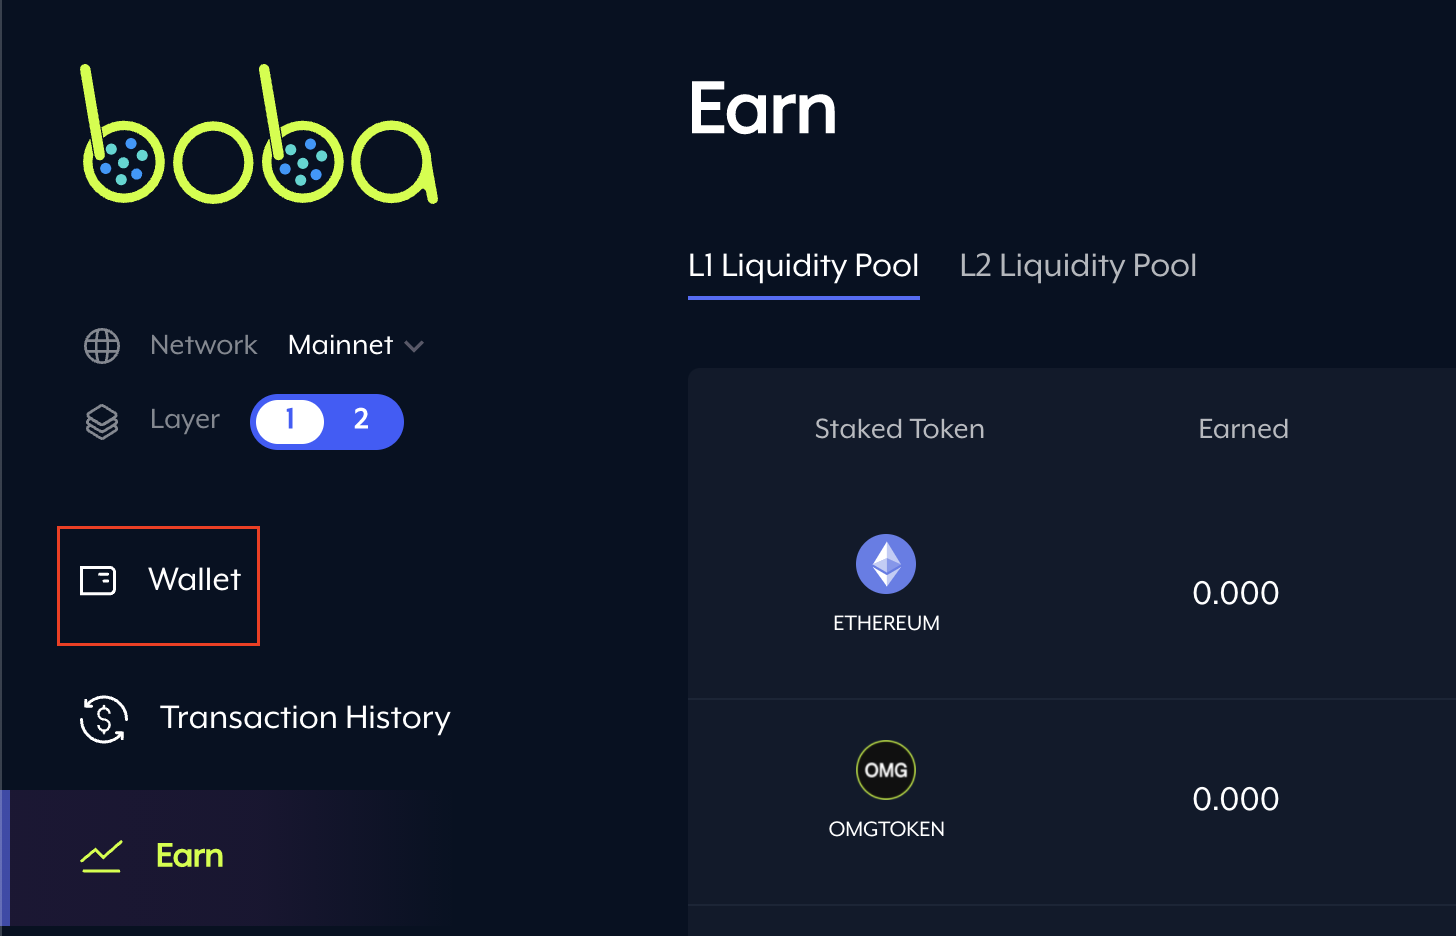 boba
Network Mainnet
Layer 1 2
Wallet
Transaction History
Earn
Earn
L1 Liquidity Pool L2 Liquidity Pool
Staked Token Earned
ETHEREUM 0.000
OMG
OMGTOKEN 0.000